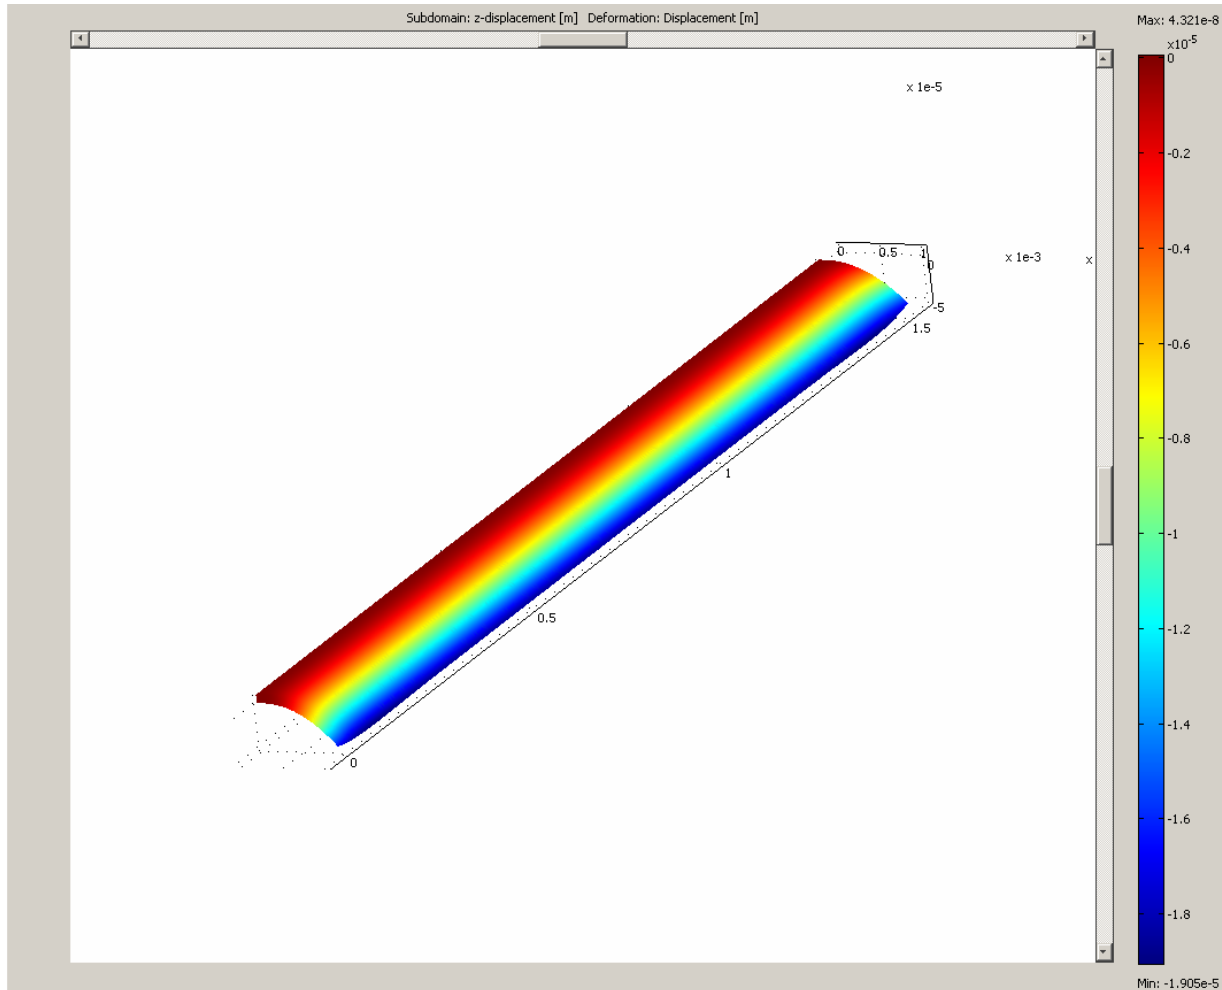 Subdomain: z-displacement [m] Deformation: Displacement [m]
Max: 4.321e-8
x10-5
0
-0.2
-0.4
-0.6
-0.8
-1
-1.2
-1.4
-1.6
-1.8
Min: -1.905e-5
x 1e-5
0 0.5 1
0
x 1e-3
x
-5
1.5
1
0.5
0